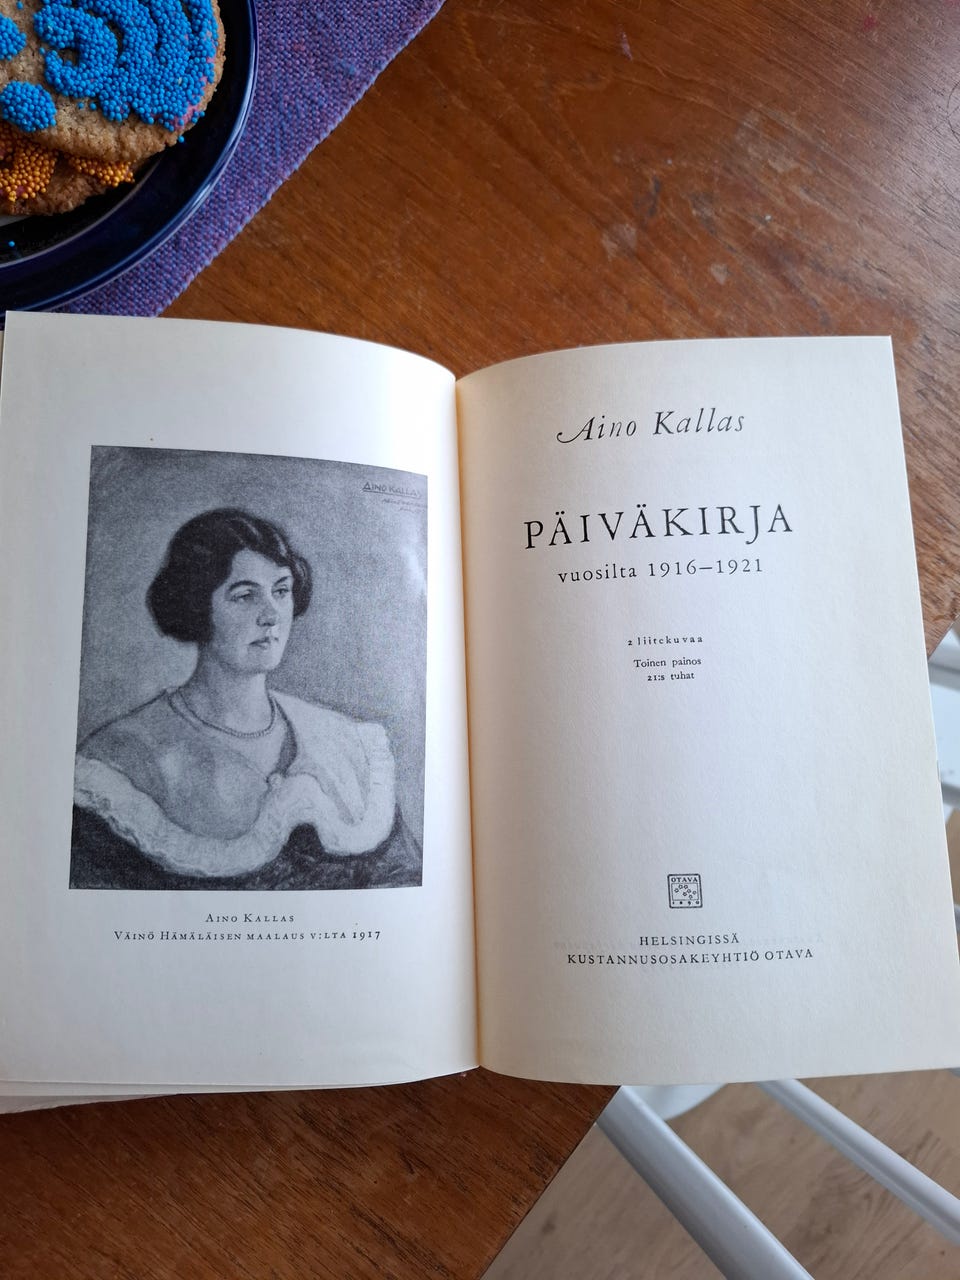 AINO KALLAS
AINO KALLAS
VÄINÖ HÄMÄLÄISEN MAALAUS V:LTA 1917
Aino Kallas
PÄIVÄKIRJA
vuosilta 1916–1921
2 liitekuvaa
Toinen painos
21:s tuhat
OTAVA
1890
HELSINGISSÄ
KUSTANNUSOSAKEYHTIÖ OTAVA